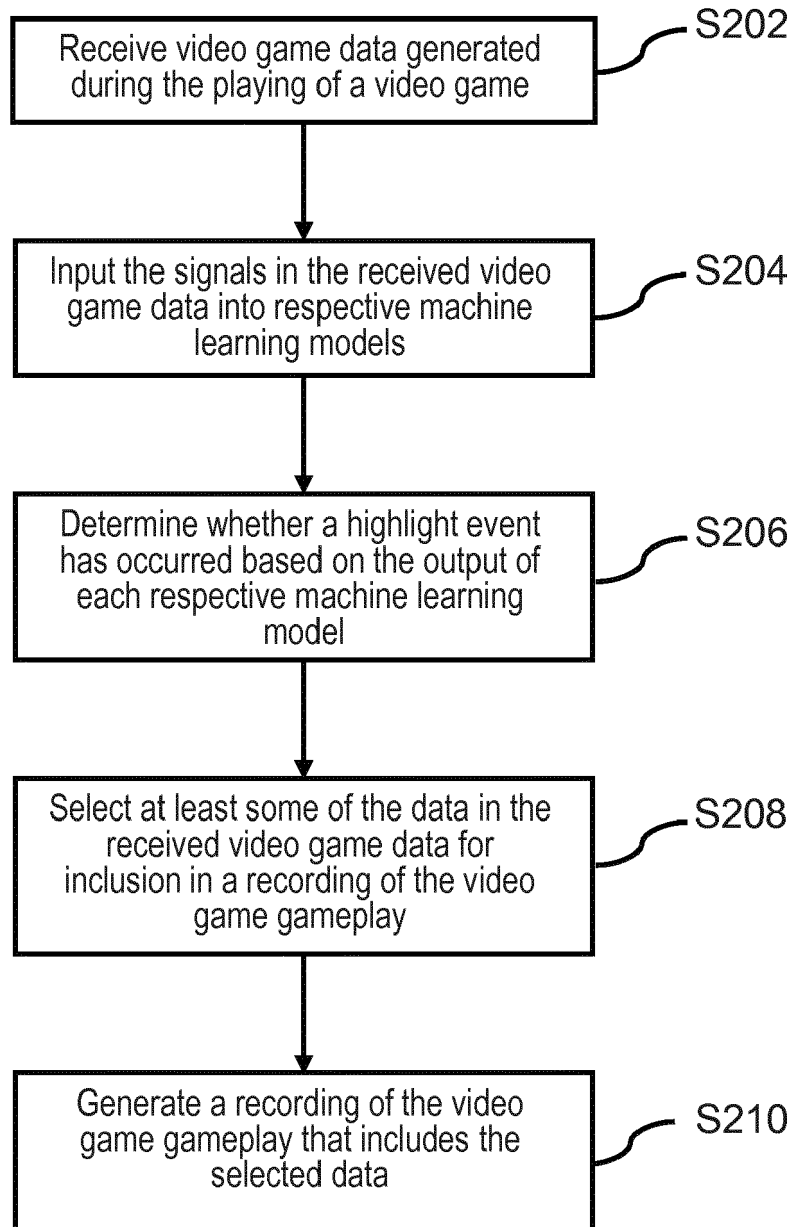 Receive video game data generated
during the playing of a video game
S202
Input the signals in the received video
game data into respective machine
learning models
S204
Determine whether a highlight event
has occurred based on the output of
each respective machine learning
model
S206
Select at least some of the data in the
received video game data for
inclusion in a recording of the video
game gameplay
S208
Generate a recording of the video
game gameplay that includes the
selected data
S210